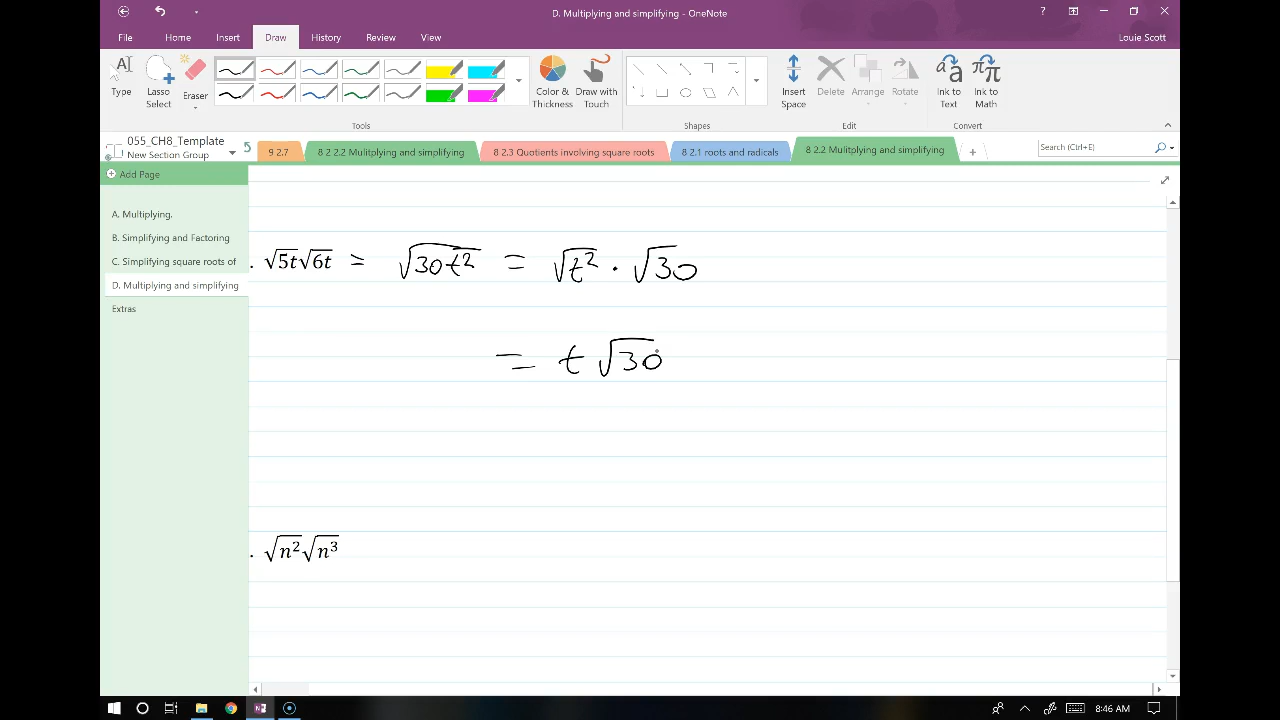 D. Multiplying and simplifying - OneNote
?
File Home Insert Draw History Review View Louie Scott
Type Lasso Select Eraser Color & Thickness Draw with Touch Insert Space Delete Arrange Rotate Ink to Text Ink to Math
Tools Shapes Edit Convert
055_CH8_Template
New Section Group
9 2.7 8 2.2.2 Mulitplying and simplifying 8 2.3 Quotients involving square roots 8 2.1 roots and radicals 8 2.2 Mulitplying and simplifying + Search (Ctrl+E)
Add Page
A. Multiplying.
B. Simplifying and Factoring
C. Simplifying square roots of
D. Multiplying and simplifying
Extras
. √5t√6t = √30t² = √t² · √30
= t √30
. √n²√n³
8:46 AM